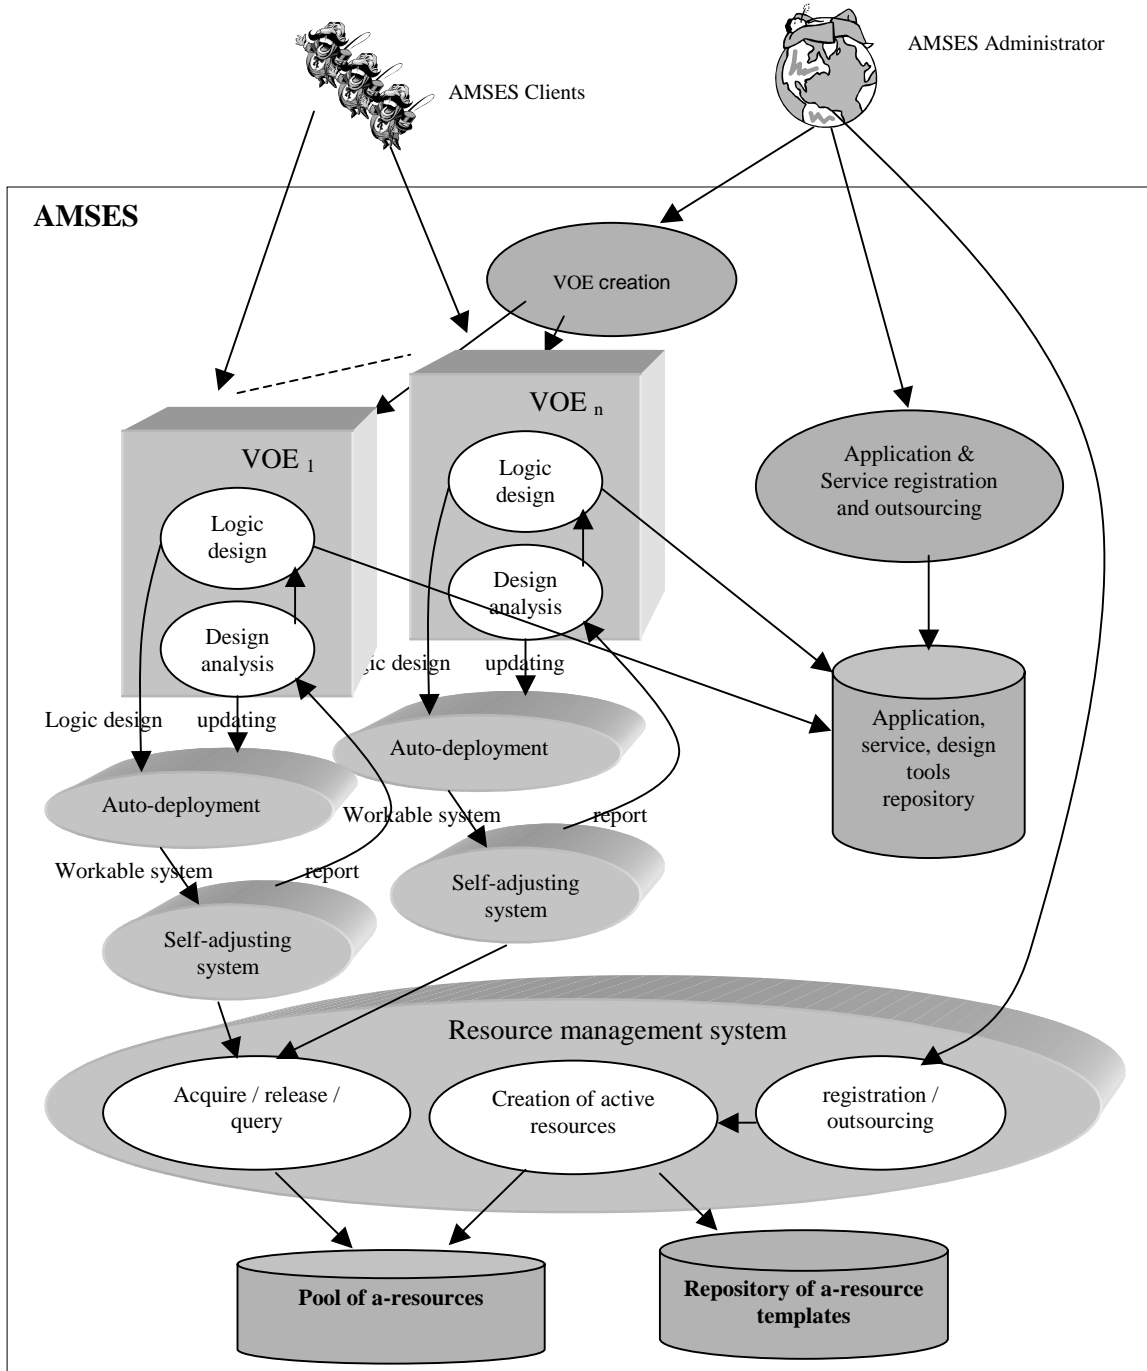 AMSES Administrator
AMSES Clients
AMSES
VOE creation
VOE n
VOE 1
Logic
design
Design
analysis
Logic
design
Design
analysis
Application &
Service registration
and outsourcing
gic design
updating
Logic design
updating
Application,
service, design
tools
repository
Auto-deployment
Auto-deployment
Workable system
report
Workable system
report
Self-adjusting
system
Self-adjusting
system
Resource management system
Acquire / release /
query
Creation of active
resources
registration /
outsourcing
Pool of a-resources
Repository of a-resource
templates